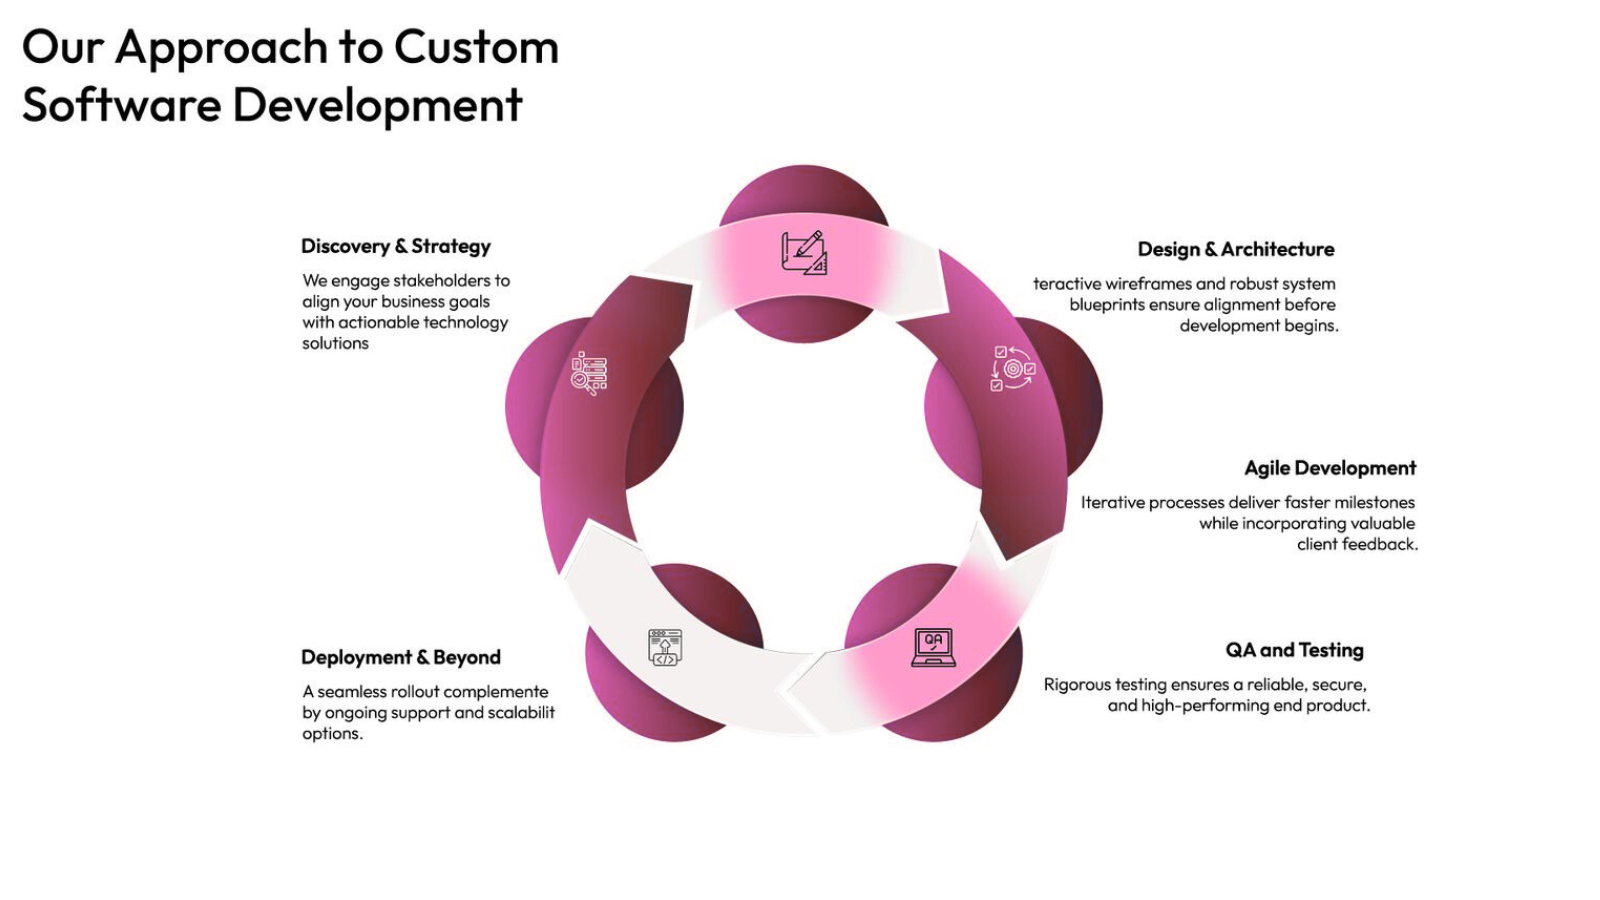 Our Approach to Custom
Software Development
Discovery & Strategy
We engage stakeholders to
align your business goals
with actionable technology
solutions
Design & Architecture
teractive wireframes and robust system
blueprints ensure alignment before
development begins.
Agile Development
Iterative processes deliver faster milestones
while incorporating valuable
client feedback.
QA
QA and Testing
Rigorous testing ensures a reliable, secure,
and high-performing end product.
Deployment & Beyond
A seamless rollout complemente
by ongoing support and scalabilit
options.